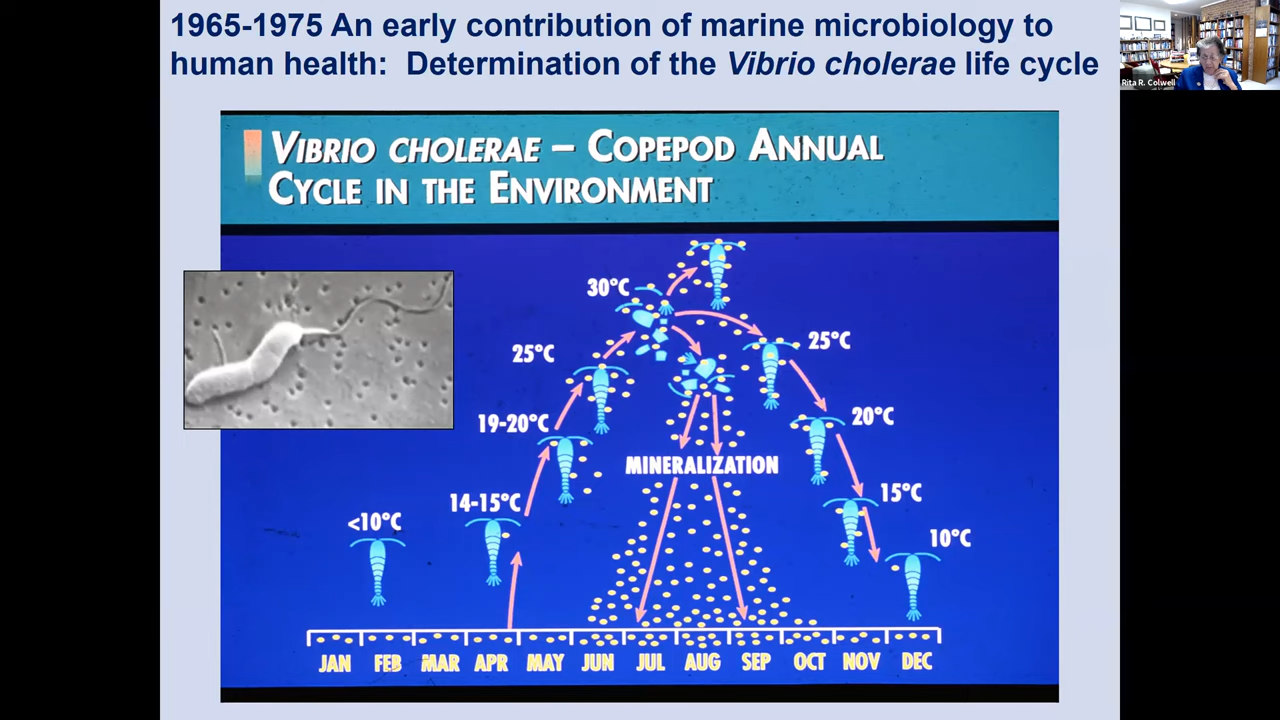 1965-1975 An early contribution of marine microbiology to
human health: Determination of the Vibrio cholerae life cycle
Rita R. Colwell
VIBRIO CHOLERAE – COPEPOD ANNUAL
CYCLE IN THE ENVIRONMENT
30°C
25°C
25°C
19-20°C
20°C
MINERALIZATION
14-15°C
15°C
<10°C
10°C
JAN FEB MAR APR MAY JUN JUL AUG SEP OCT NOV DEC